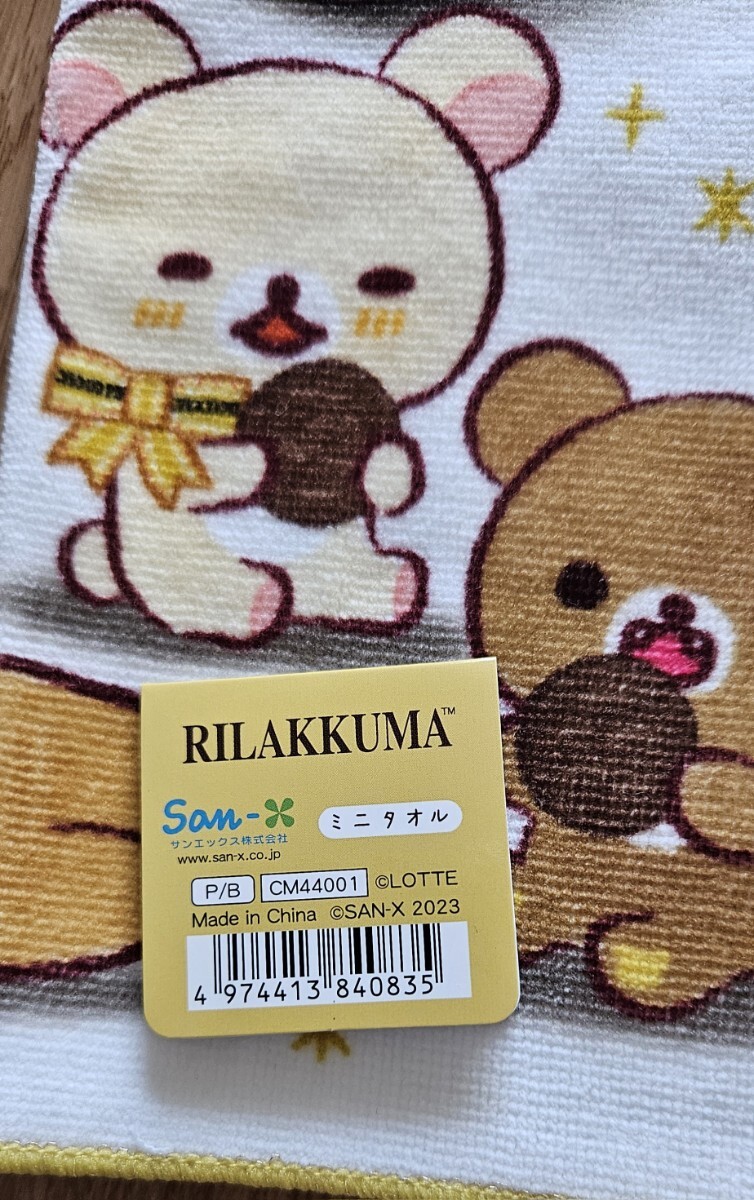 RILAKKUMA™
San-X
ミニタオル
サンエックス株式会社
www.san-x.co.jp
P/B CM44001 ©LOTTE
Made in China ©SAN-X 2023
4 974413 840835